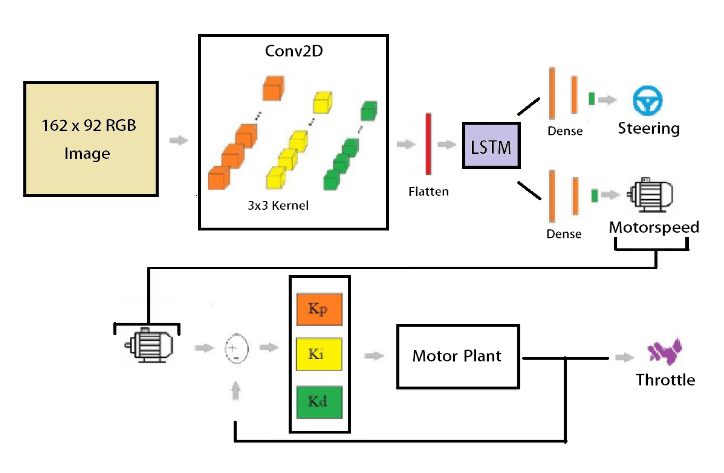 Conv2D
162 x 92 RGB
Image
3x3 Kernel
Flatten
LSTM
Dense
Steering
Dense
Motorspeed
+
-
Kp
Ki
Kd
Motor Plant
Throttle